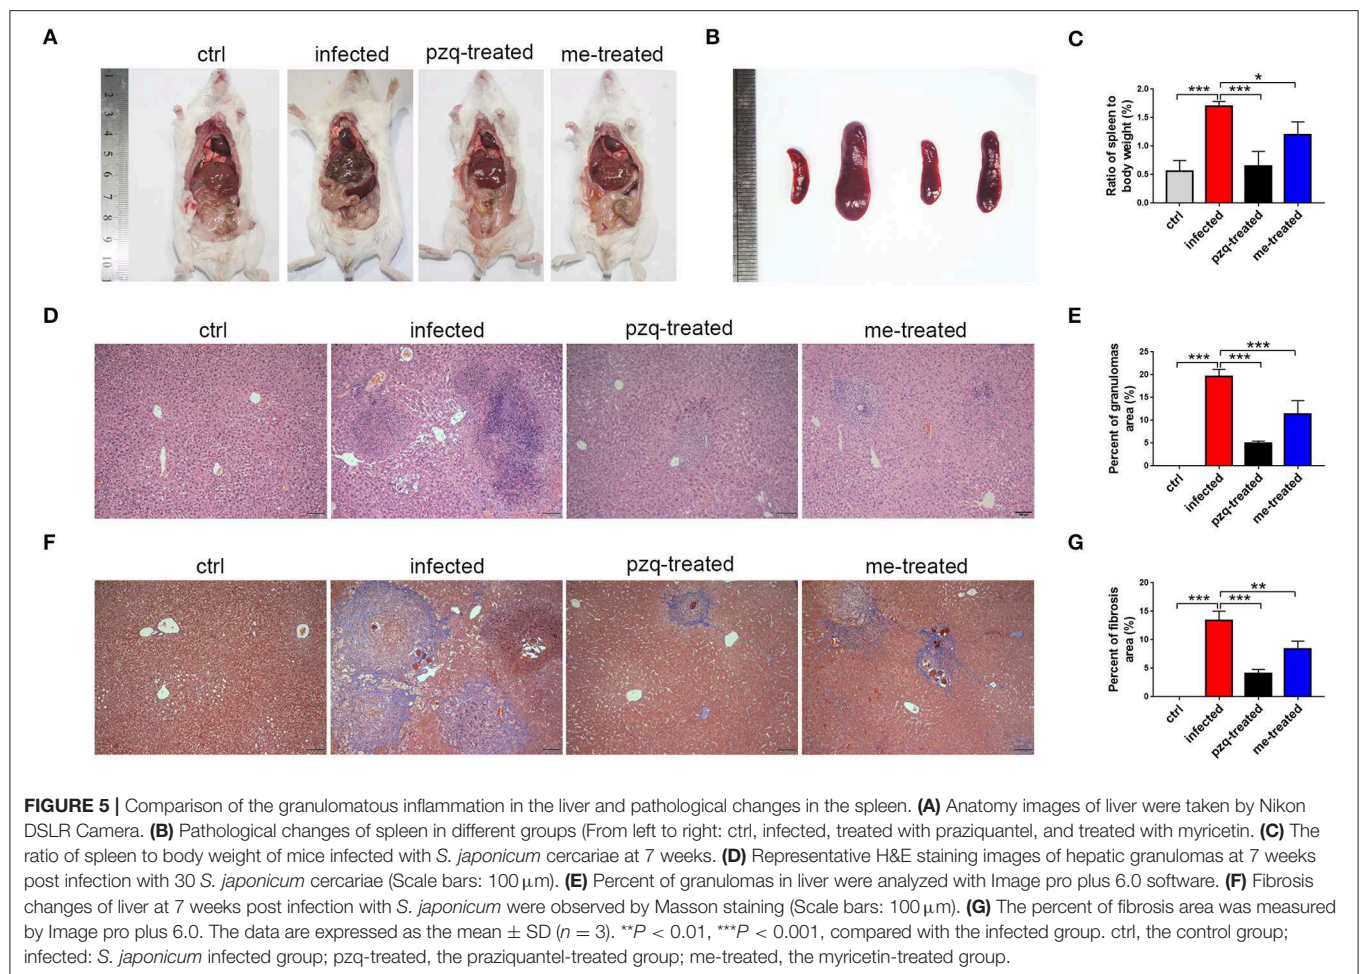 A
ctrl
infected
pzq-treated
me-treated
1
2
3
4
5
6
7
8
9
10
1
B
C
Ratio of spleen to
body weight (%)
2.0
1.5
1.0
0.5
0.0
***
***
*
ctrl
infected
pzq-treated
me-treated
D
ctrl
infected
pzq-treated
me-treated
E
Percent of granulomas
area (%)
25
20
15
10
5
0
***
***
***
ctrl
infected
pzq-treated
me-treated
F
ctrl
infected
pzq-treated
me-treated
G
Percent of fibrosis
area (%)
20
15
10
5
0
***
***
**
ctrl
infected
pzq-treated
me-treated
FIGURE 5 | Comparison of the granulomatous inflammation in the liver and pathological changes in the spleen. (A) Anatomy images of liver were taken by Nikon
DSLR Camera. (B) Pathological changes of spleen in different groups (From left to right: ctrl, infected, treated with praziquantel, and treated with myricetin. (C) The
ratio of spleen to body weight of mice infected with S. japonicum cercariae at 7 weeks. (D) Representative H&E staining images of hepatic granulomas at 7 weeks
post infection with 30 S. japonicum cercariae (Scale bars: 100 μm). (E) Percent of granulomas in liver were analyzed with Image pro plus 6.0 software. (F) Fibrosis
changes of liver at 7 weeks post infection with S. japonicum were observed by Masson staining (Scale bars: 100 μm). (G) The percent of fibrosis area was measured
by Image pro plus 6.0. The data are expressed as the mean ± SD (n = 3). **P < 0.01, ***P < 0.001, compared with the infected group. ctrl, the control group;
infected: S. japonicum infected group; pzq-treated, the praziquantel-treated group; me-treated, the myricetin-treated group.